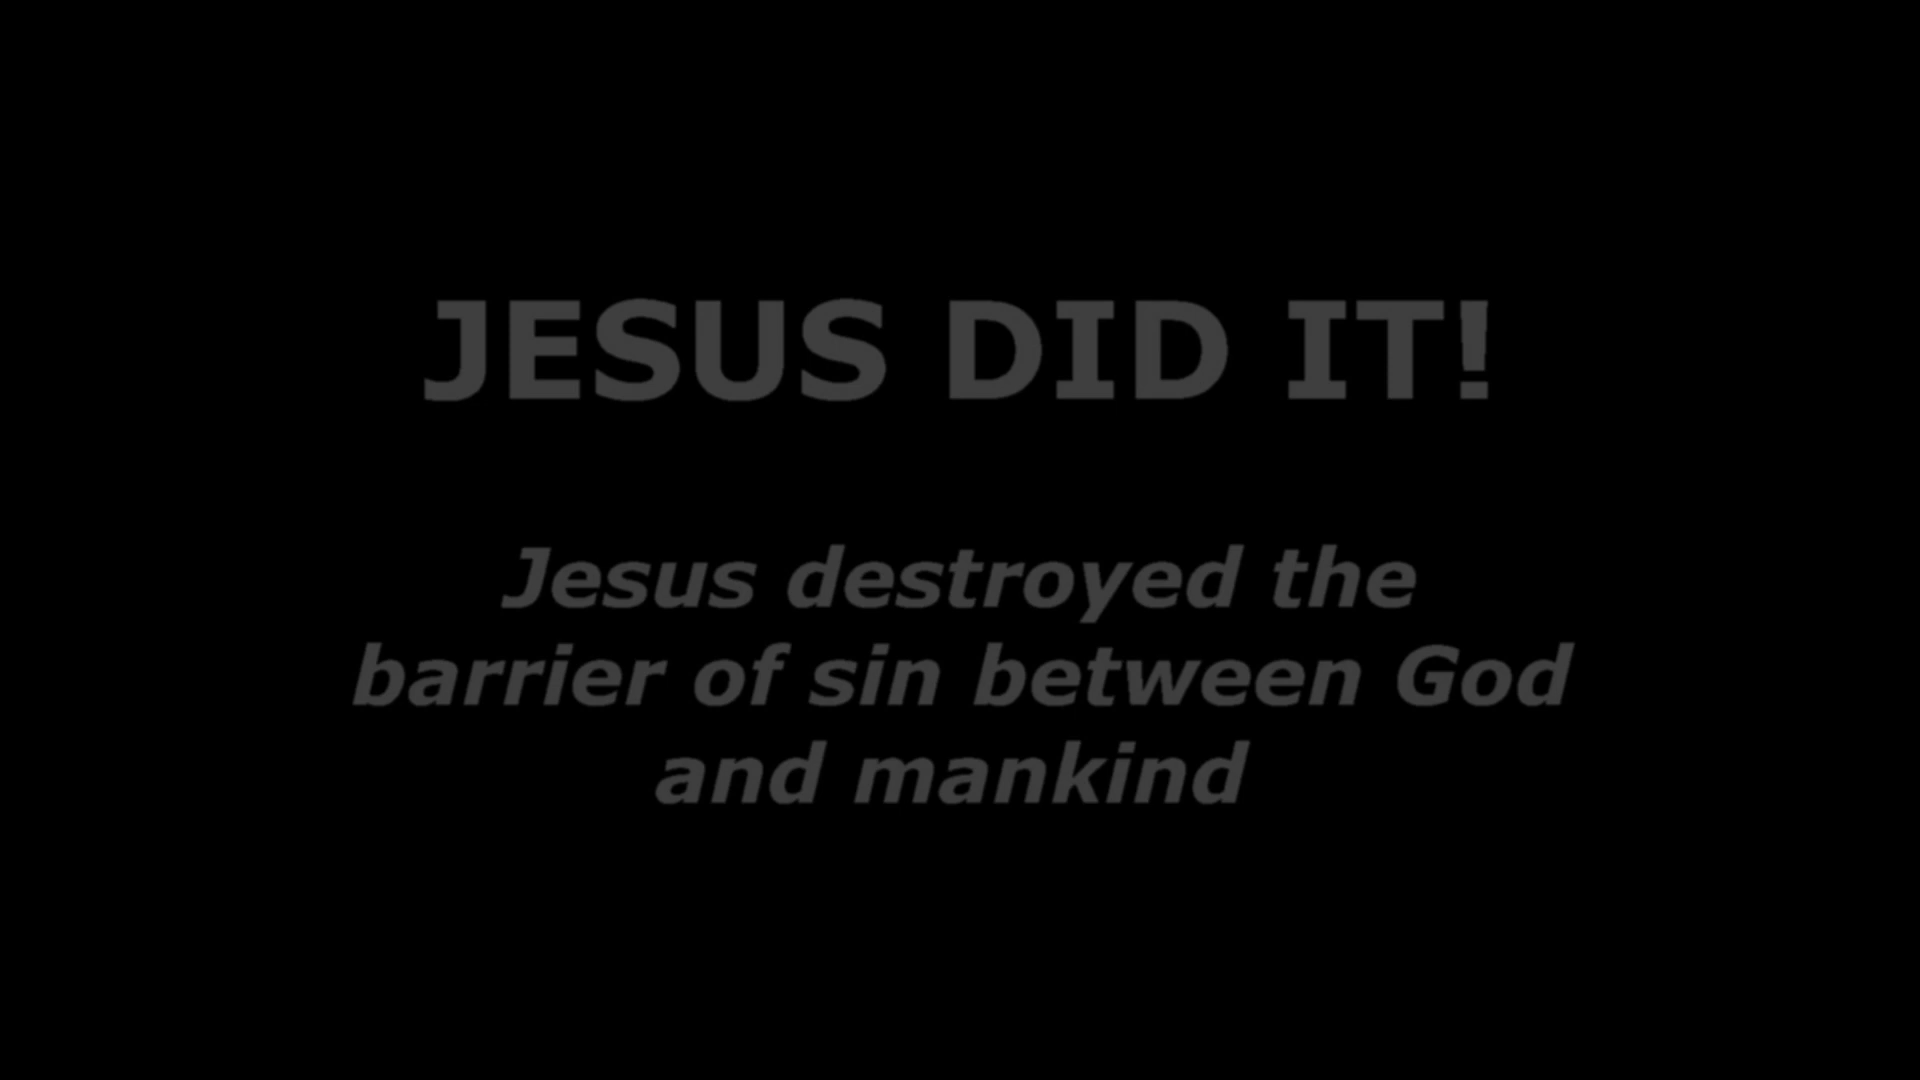 JESUS DID IT!
Jesus destroyed the
barrier of sin between God
and mankind